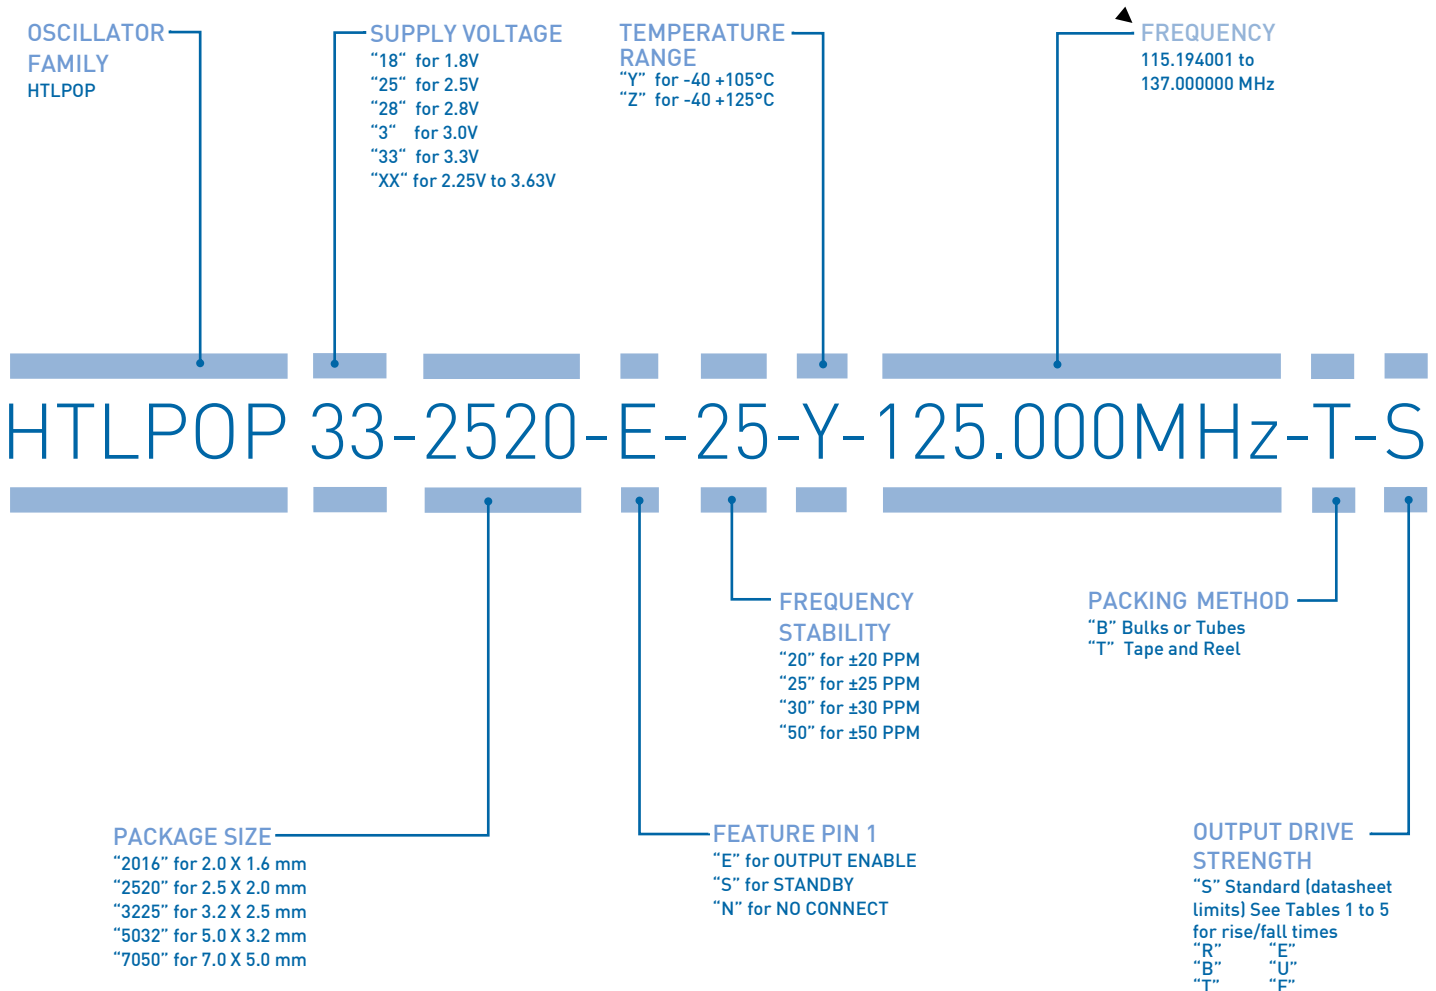 OSCILLATOR
FAMILY
HTLPOP
SUPPLY VOLTAGE
“18“ for 1.8V
“25“ for 2.5V
“28“ for 2.8V
“3“ for 3.0V
“33“ for 3.3V
“XX“ for 2.25V to 3.63V
TEMPERATURE
RANGE
“Y” for -40 +105°C
“Z” for -40 +125°C
FREQUENCY
115.194001 to
137.000000 MHz
HTLPOP 33-2520-E-25-Y-125.000MHz-T-S
FREQUENCY
STABILITY
“20” for ±20 PPM
“25” for ±25 PPM
“30” for ±30 PPM
“50” for ±50 PPM
PACKING METHOD
“B” Bulks or Tubes
“T” Tape and Reel
PACKAGE SIZE
“2016” for 2.0 X 1.6 mm
“2520” for 2.5 X 2.0 mm
“3225” for 3.2 X 2.5 mm
“5032” for 5.0 X 3.2 mm
“7050” for 7.0 X 5.0 mm
FEATURE PIN 1
“E” for OUTPUT ENABLE
“S” for STANDBY
“N” for NO CONNECT
OUTPUT DRIVE
STRENGTH
“S” Standard (datasheet
limits) See Tables 1 to 5
for rise/fall times
“R” “E”
“B” “U”
“T” “F”